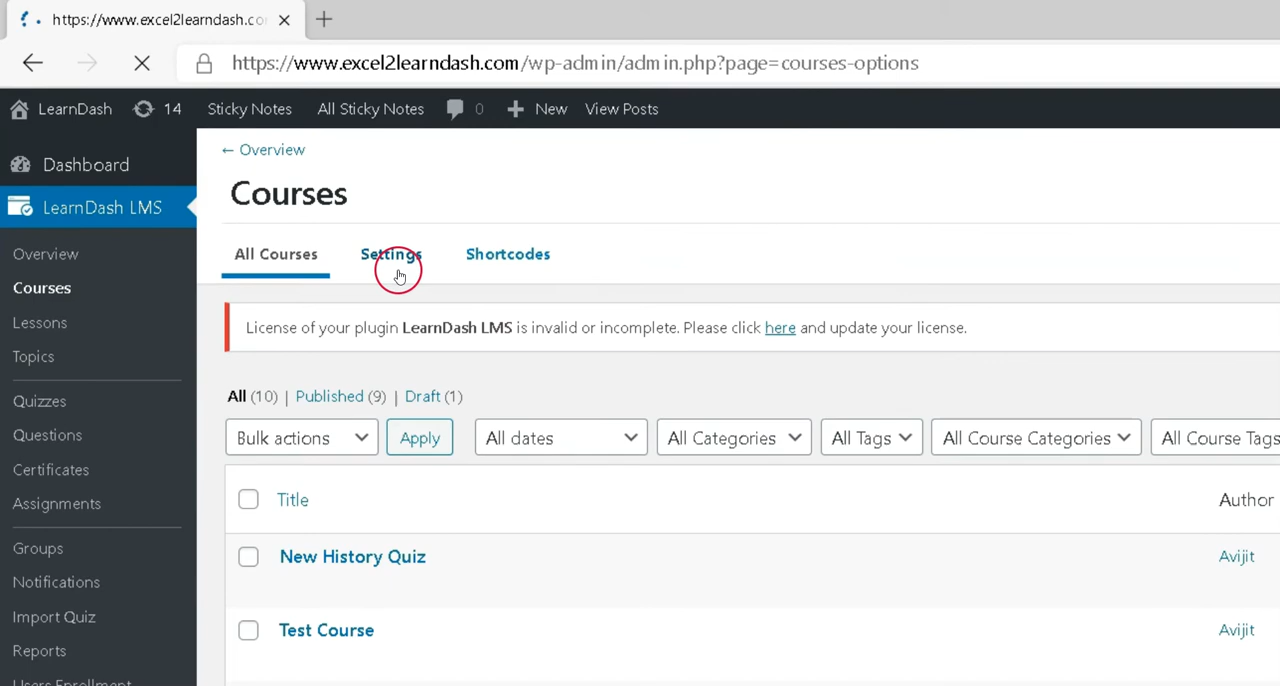 https://www.excel2learndash.co
https://www.excel2learndash.com/wp-admin/admin.php?page=courses-options
LearnDash 14 Sticky Notes All Sticky Notes 0 New View Posts
Dashboard
LearnDash LMS
Overview
Courses
Lessons
Topics
Quizzes
Questions
Certificates
Assignments
Groups
Notifications
Import Quiz
Reports
Users Enrollment
← Overview
Courses
All Courses Settings Shortcodes
License of your plugin LearnDash LMS is invalid or incomplete. Please click here and update your license.
All (10) | Published (9) | Draft (1)
Bulk actions Apply All dates All Categories All Tags All Course Categories All Course Tags
Title Author
New History Quiz Avijit
Test Course Avijit